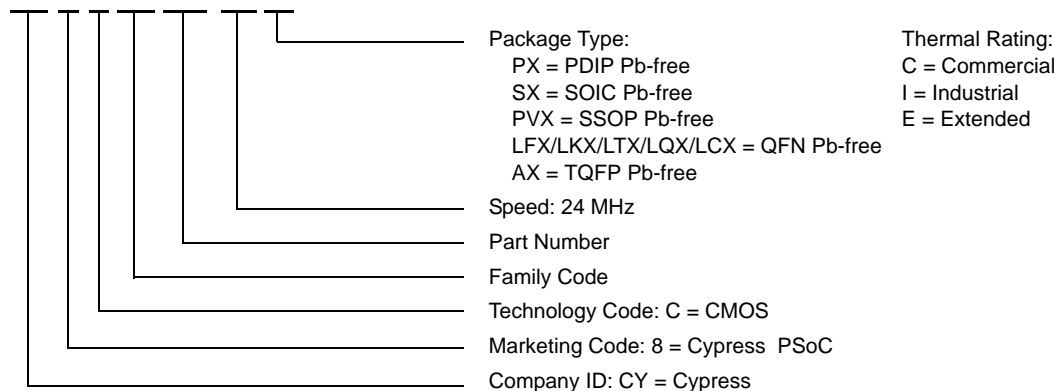 Package Type:
PX = PDIP Pb-free
SX = SOIC Pb-free
PVX = SSOP Pb-free
LFX/LKX/LTX/LQX/LCX = QFN Pb-free
AX = TQFP Pb-free
Thermal Rating:
C = Commercial
I = Industrial
E = Extended
Speed: 24 MHz
Part Number
Family Code
Technology Code: C = CMOS
Marketing Code: 8 = Cypress PSoC
Company ID: CY = Cypress